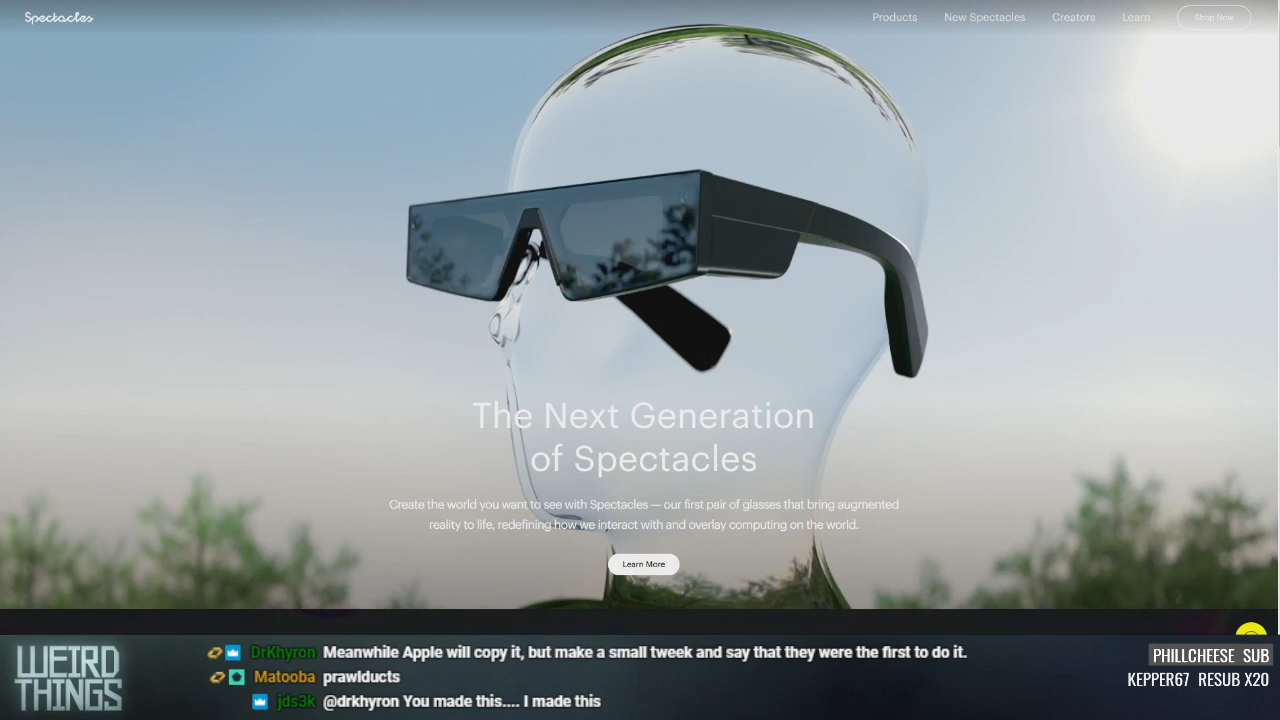 Spectacles
Products New Spectacles Creators Learn Shop Now
The Next Generation
of Spectacles
Create the world you want to see with Spectacles — our first pair of glasses that bring augmented
reality to life, redefining how we interact with and overlay computing on the world.
Learn More
WEIRD
THINGS
DrKhyron Meanwhile Apple will copy it, but make a small tweek and say that they were the first to do it.
Matooba prawlducts
jds3k @drkhyron You made this.... I made this
PHILLCHEESE SUB
KEPPER67 RESUB X20